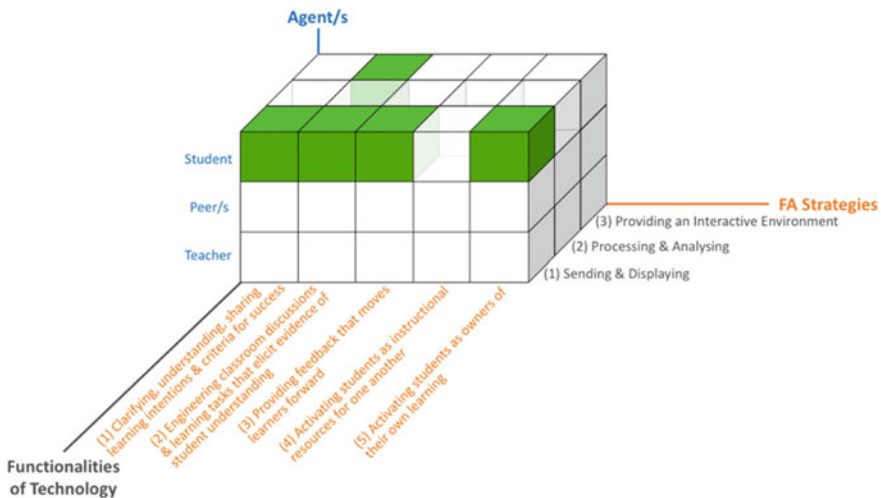 Agent/s
Student
Peer/s
Teacher
FA Strategies
(3) Providing an Interactive Environment
(2) Processing & Analysing
(1) Sending & Displaying
(1) Clarifying, understanding, sharing
learning intentions & criteria for success
(2) Engineering classroom discussions
& learning tasks that elicit evidence of
student understanding
(3) Providing feedback that moves
learners forward
(4) Activating students as instructional
resources for one another
(5) Activating students as owners of
their own learning
Functionalities
of Technology